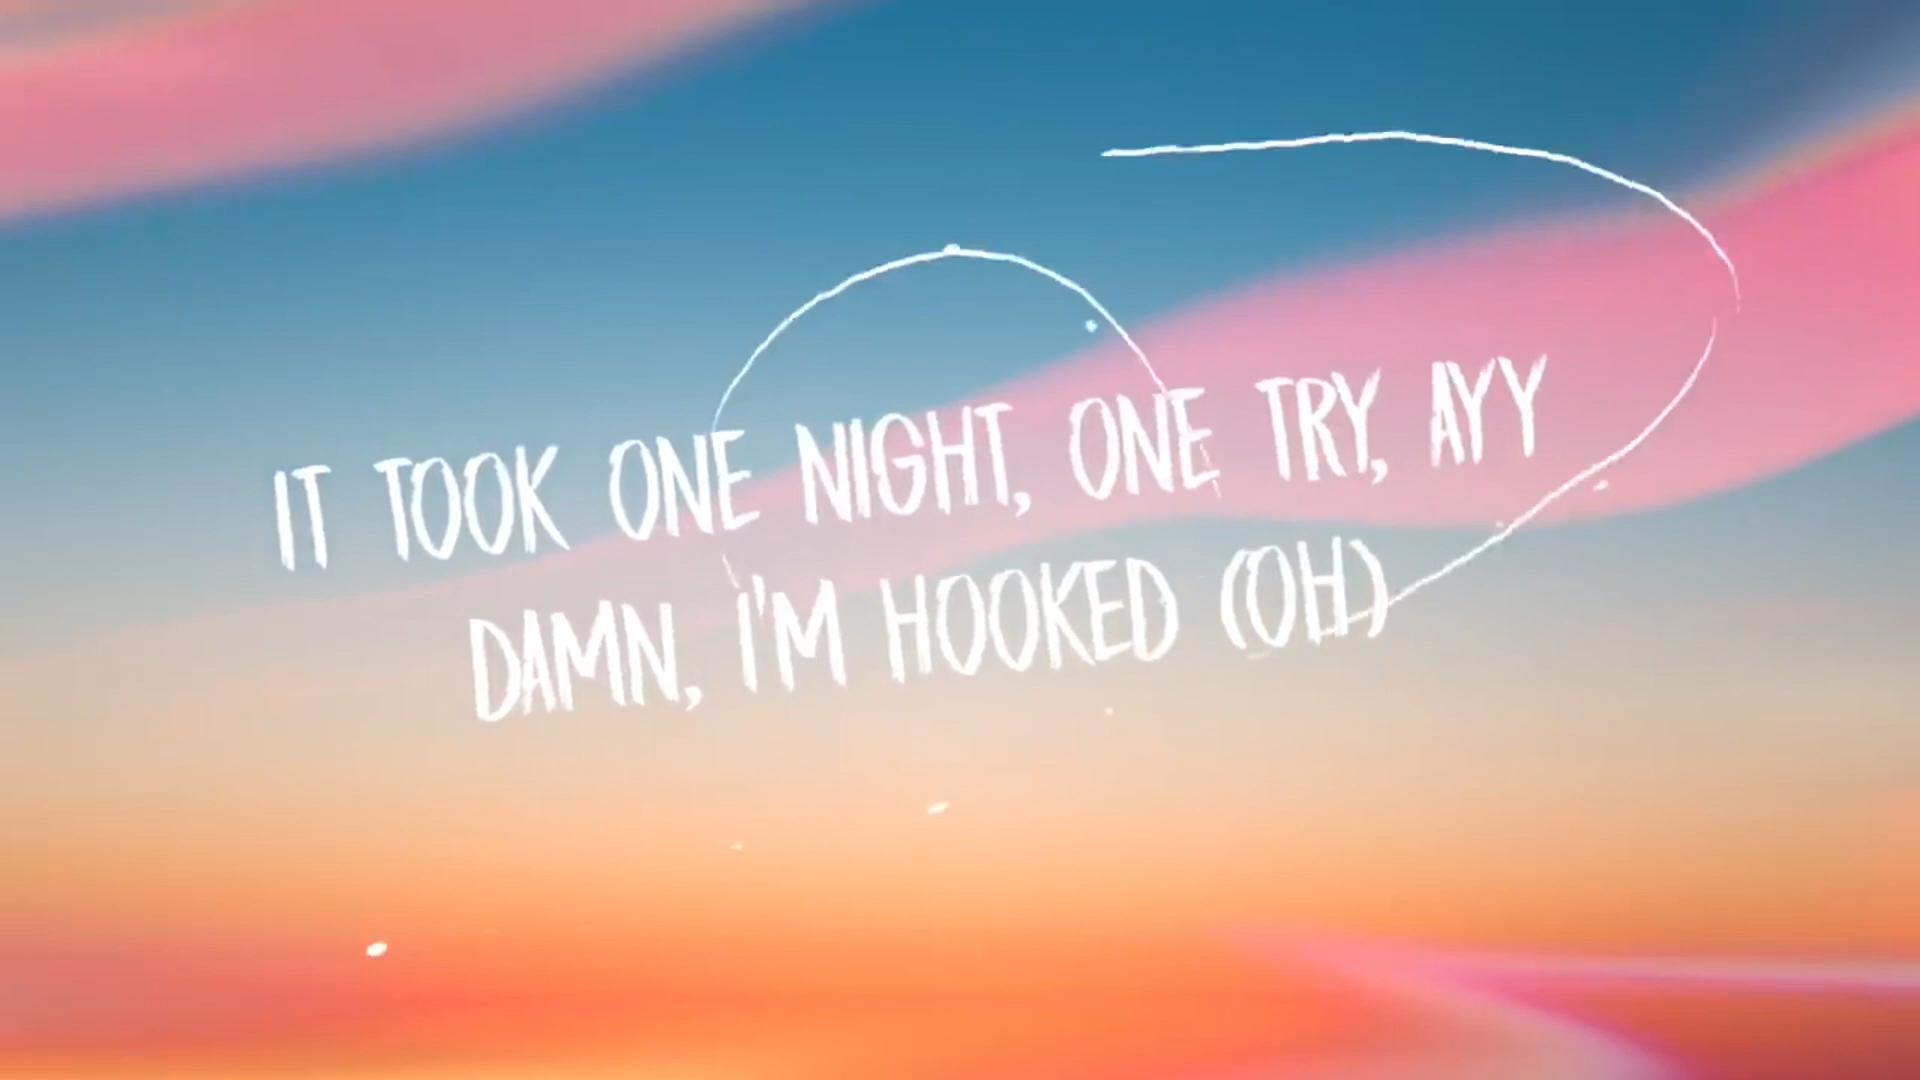 IT TOOK ONE NIGHT, ONE TRY, AYY
DAMN, I'M HOOKED (OH)